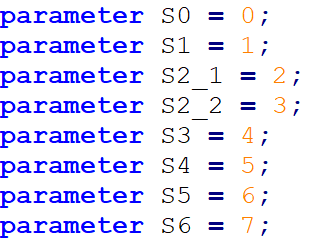 parameter S0 = 0;
parameter S1 = 1;
parameter S2_1 = 2;
parameter S2_2 = 3;
parameter S3 = 4;
parameter S4 = 5;
parameter S5 = 6;
parameter S6 = 7;